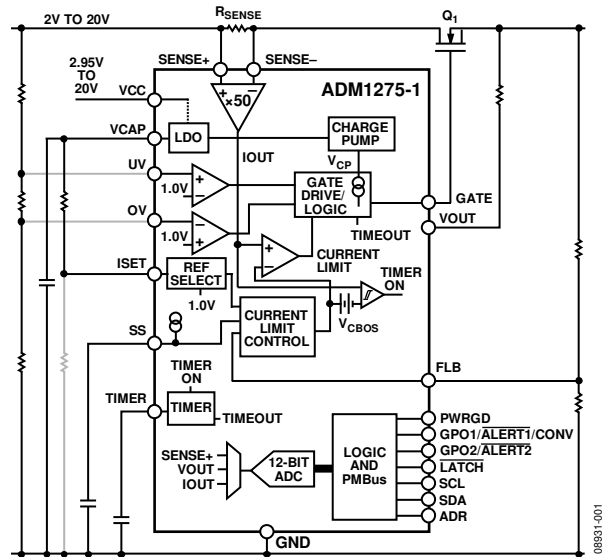 2V TO 20V
RSENSE
Q1
SENSE+
SENSE–
2.95V
TO
20V
VCC
ADM1275-1
+ –
×50
VCAP
LDO
CHARGE
PUMP
IOUT
VCP
UV
1.0V
+
–
GATE
DRIVE/
LOGIC
GATE
VOUT
OV
1.0V
–
+
TIMEOUT
+
–
CURRENT
LIMIT
ISET
REF
SELECT
1.0V
TIMER
ON
VCBOS
SS
CURRENT
LIMIT
CONTROL
FLB
TIMER
ON
TIMER
TIMER
TIMEOUT
PWRGD
GPO1/ALERT1/CONV
GPO2/ALERT2
LATCH
SCL
SDA
ADR
SENSE+
VOUT
IOUT
12-BIT
ADC
LOGIC
AND
PMBus
GND
08931-001